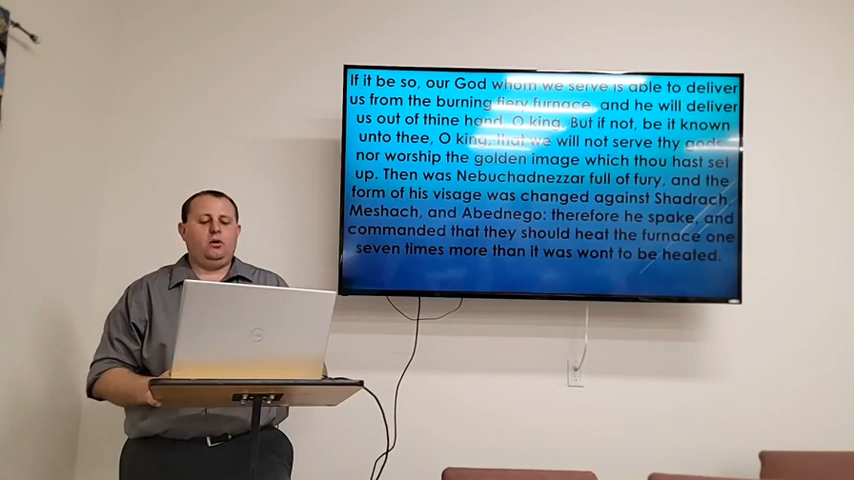 If it be so, our God whom we serve is able to deliver
us from the burning fiery furnace, and he will deliver
us out of thine hand, O king. But if not, be it known
unto thee, O king, that we will not serve thy gods,
nor worship the golden image which thou hast set
up. Then was Nebuchadnezzar full of fury, and the
form of his visage was changed against Shadrach,
Meshach, and Abednego: therefore he spake, and
commanded that they should heat the furnace one
seven times more than it was wont to be heated.
DELL